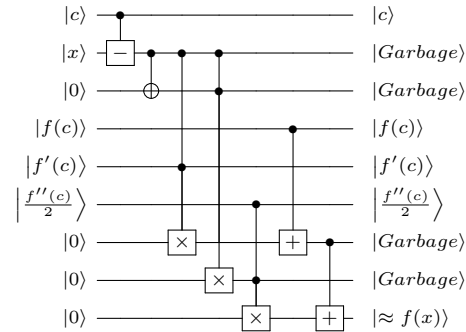 |c⟩ |c⟩
|x⟩ − |Garbage⟩
|0⟩ |Garbage⟩
|f(c)⟩ |f(c)⟩
|f′(c)⟩ |f′(c)⟩
|f″(c)/2⟩ |f″(c)/2⟩
|0⟩ × + |Garbage⟩
|0⟩ × |Garbage⟩
|0⟩ × + |≈ f(x)⟩